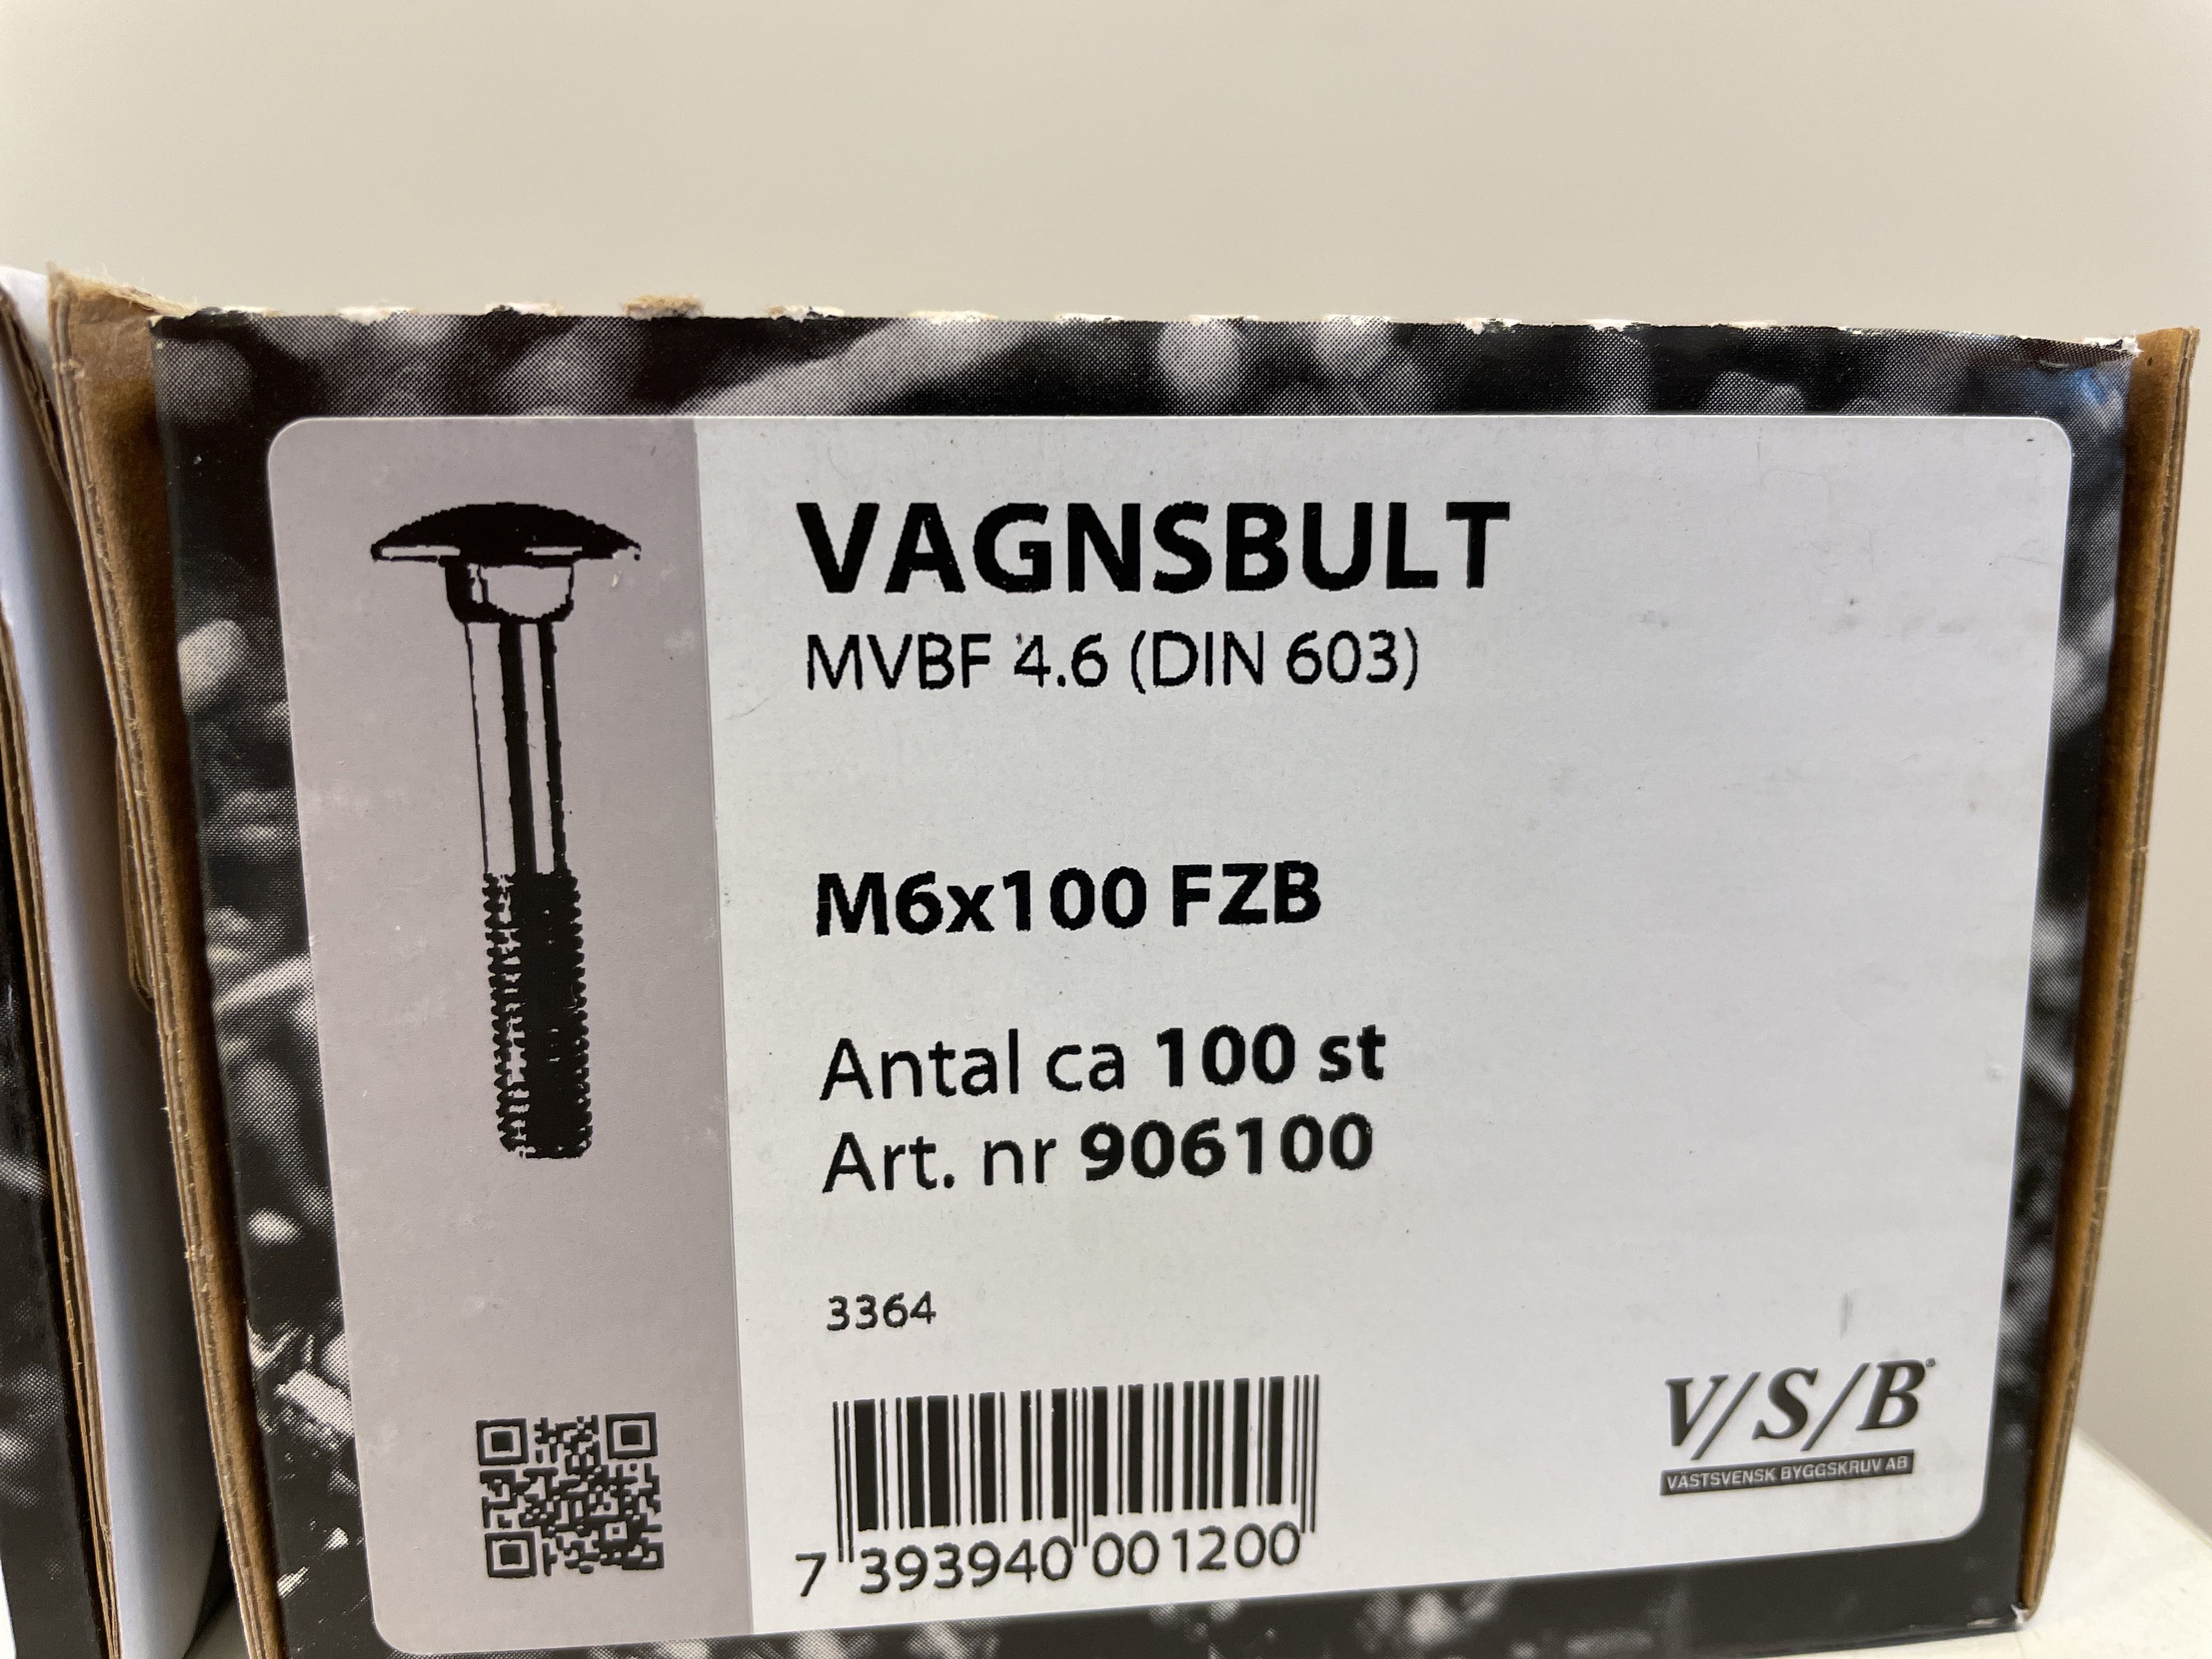 VAGNSBULT
MVBF 4.6 (DIN 603)
M6x100 FZB
Antal ca 100 st
Art. nr 906100
3364
7 393940 001200
V/S/B®
VÄSTSVENSK BYGGSKRUV AB